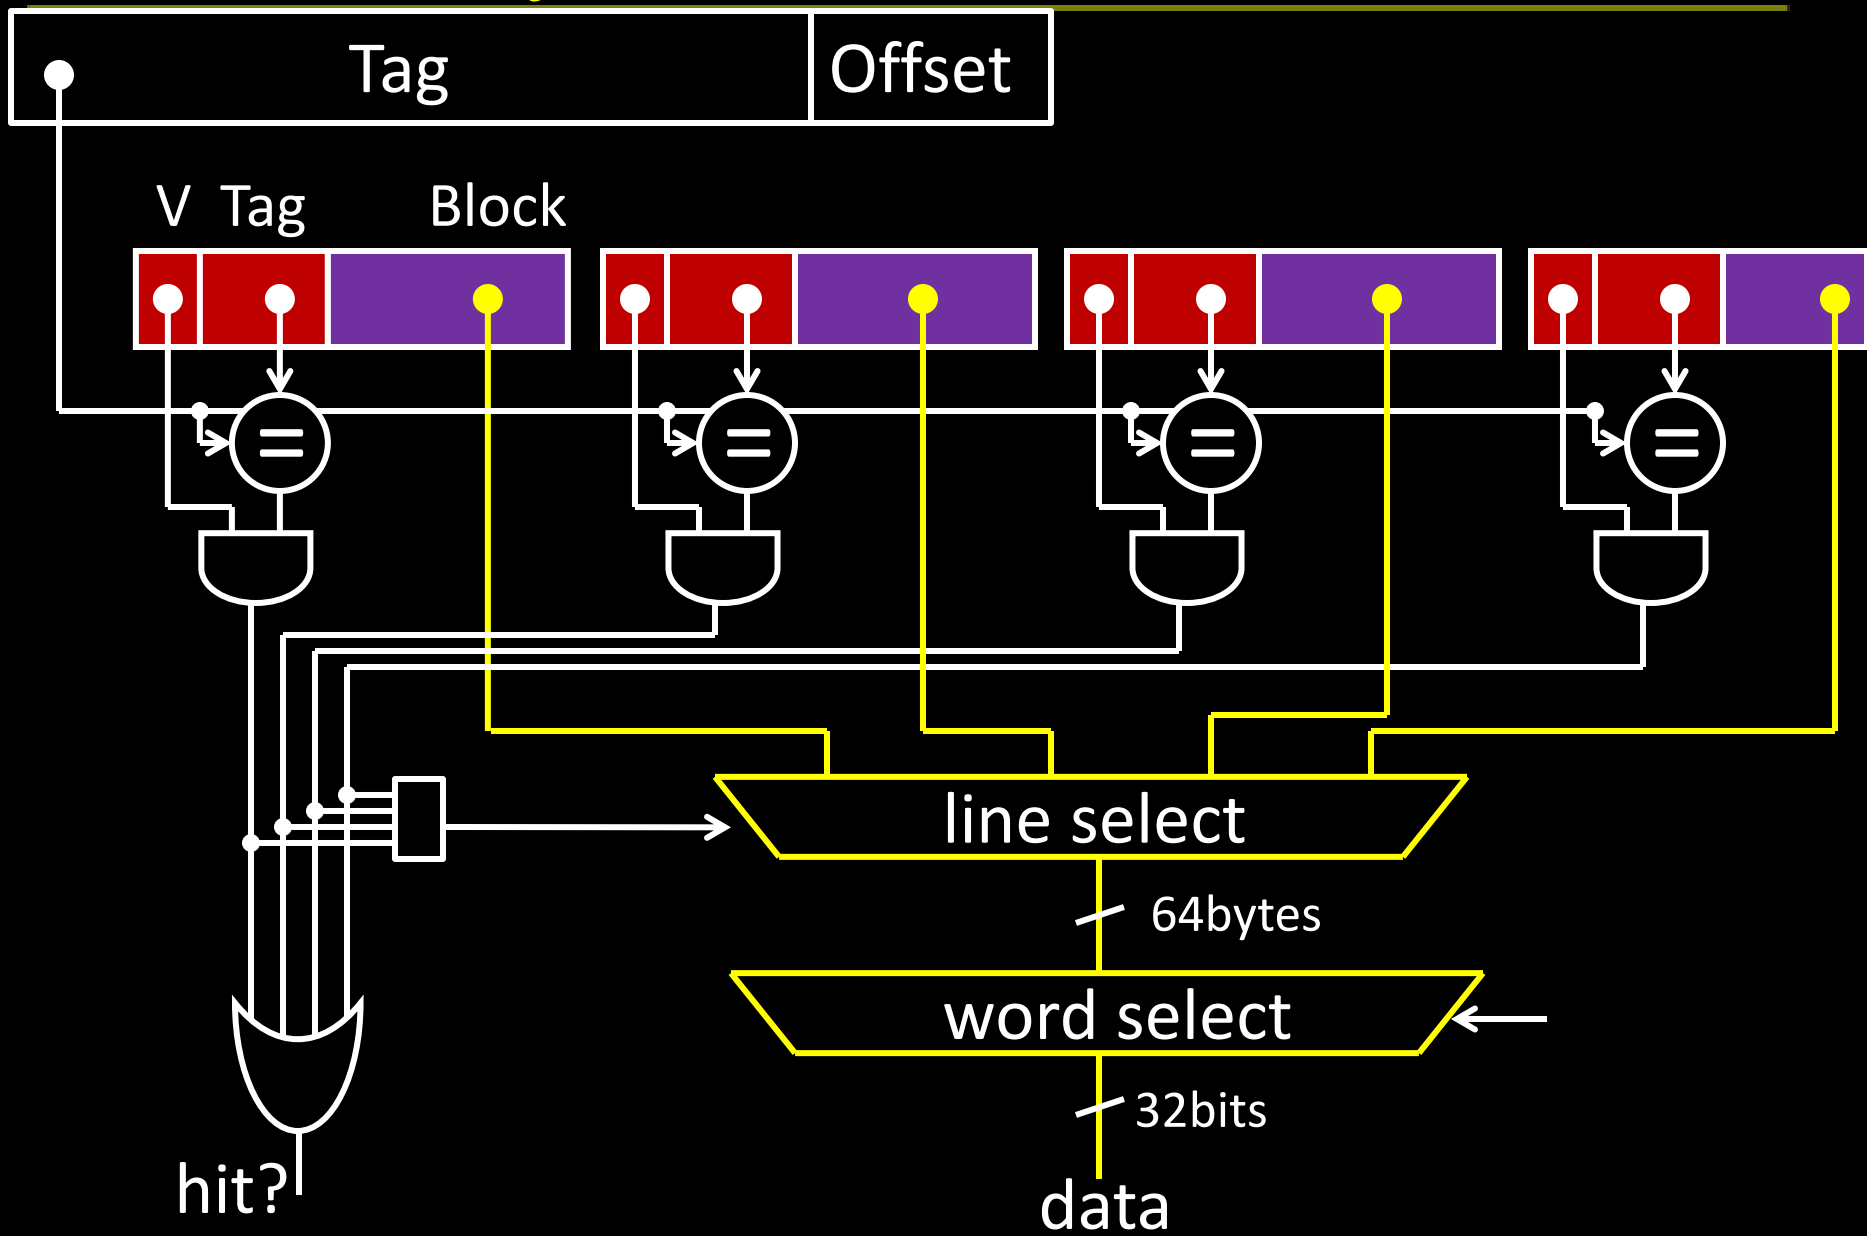 Tag Offset
V Tag Block
= = = =
line select
64bytes
word select
32bits
hit?
data